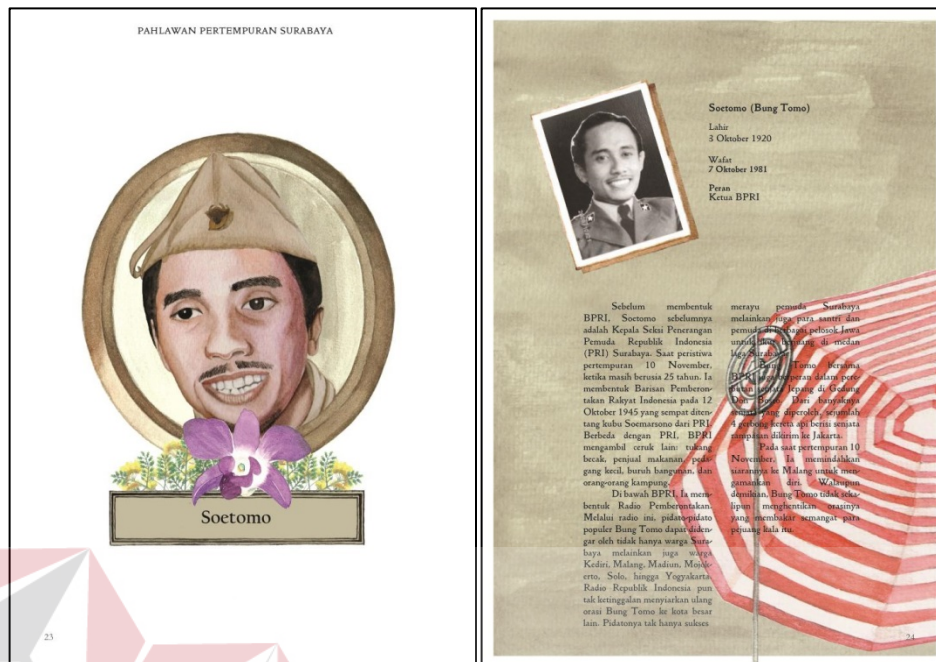 PAHLAWAN PERTEMPURAN SURABAYA
Soetomo
23
Soetomo (Bung Tomo)
Lahir
3 Oktober 1920
Wafat
7 Oktober 1981
Peran
Ketua BPRI
Sebelum membentuk
BPRI, Soetomo sebelumnya
adalah Kepala Seksi Penerangan
Pemuda Republik Indonesia
(PRI) Surabaya. Saat peristiwa
pertempuran 10 November,
ketika masih berusia 25 tahun. Ia
membentuk Barisan Pemberon-
takan Rakyat Indonesia pada 12
Oktober 1945 yang sempat diten-
tang kubu Soemarsono dari PRI.
Berbeda dengan PRI, BPRI
mengambil ceruk lain: tukang
becak, penjual makanan, peda-
gang kecil, buruh bangunan, dan
orang-orang kampung.
Di bawah BPRI, Ia mem-
bentuk Radio Pemberontakan.
Melalui radio ini, pidato-pidato
populer Bung Tomo dapat diden-
gar oleh tidak hanya warga Sura-
baya melainkan juga warga
Kediri, Malang, Madiun, Mojok-
erto, Solo, hingga Yogyakarta.
Radio Republik Indonesia pun
tak ketinggalan menyiarkan ulang
orasi Bung Tomo ke kota besar
lain. Pidatonya tak hanya sukses
merayu pemuda Surabaya
melainkan juga para santri dan
pemuda di berbagai pelosok Jawa
untuk ikut berjuang di medan
laga Surabaya.
Bung Tomo bersama
BPRI juga berperan dalam pere-
butan senjata Jepang di Gedung
Don Bosco. Dari banyaknya
senjata yang diperoleh, sejumlah
4 gerbong kereta api berisi senjata
rampasan dikirim ke Jakarta.
Pada saat pertempuran 10
November, Ia memindahkan
siarannya ke Malang untuk men-
gamankan diri. Walaupun
demikian, Bung Tomo tidak seka-
lipun menghentikan orasinya
yang membakar semangat para
pejuang kala itu.
24